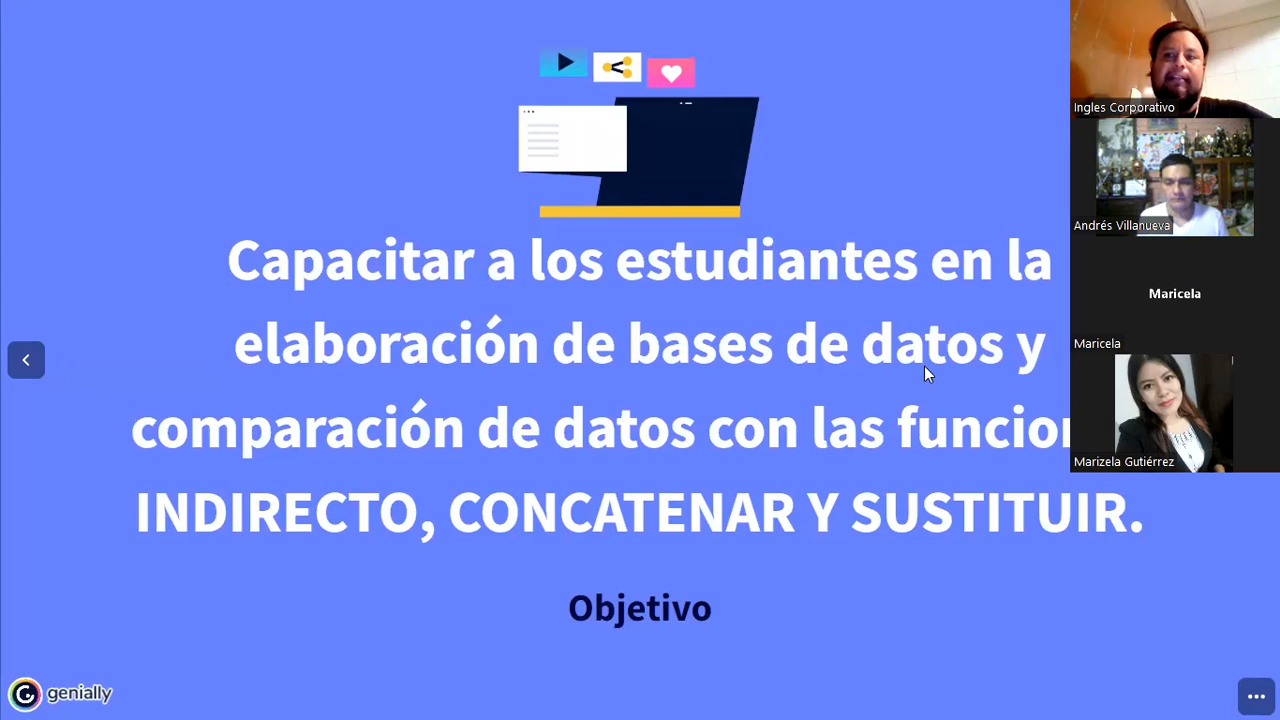 Capacitar a los estudiantes en la
elaboración de bases de datos y
comparación de datos con las
INDIRECTO, CONCATENAR Y SUSTITUIR.
Objetivo
genially
Ingles Corporativo
Andrés Villanueva
Maricela
Maricela
Marizela Gutiérrez